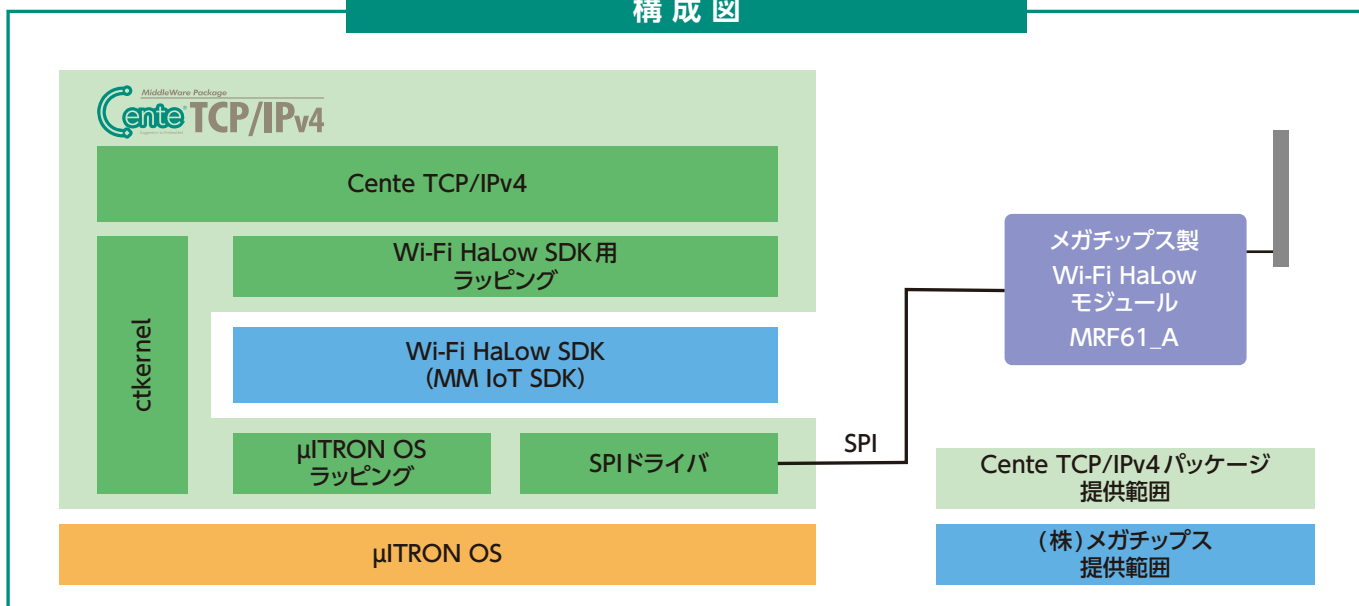 構成図
MiddleWare Package
Cente TCP/IPv4
Cente TCP/IPv4
Wi-Fi HaLow SDK用
ラッピング
ctkernel
Wi-Fi HaLow SDK
(MM IoT SDK)
μITRON OS
ラッピング
SPIドライバ
SPI
μITRON OS
メガチップス製
Wi-Fi HaLow
モジュール
MRF61_A
Cente TCP/IPv4パッケージ
提供範囲
(株)メガチップス
提供範囲